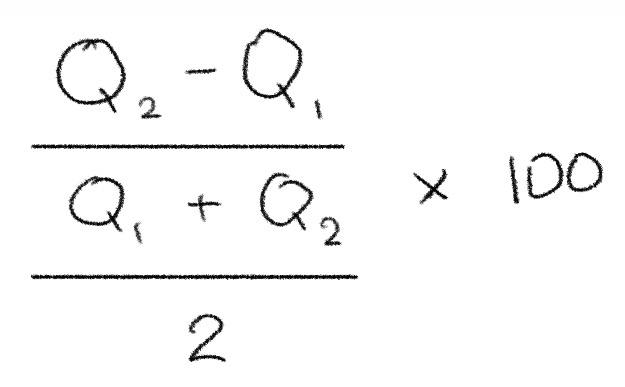 Q₂ - Q₁
Q₁ + Q₂ × 100
2